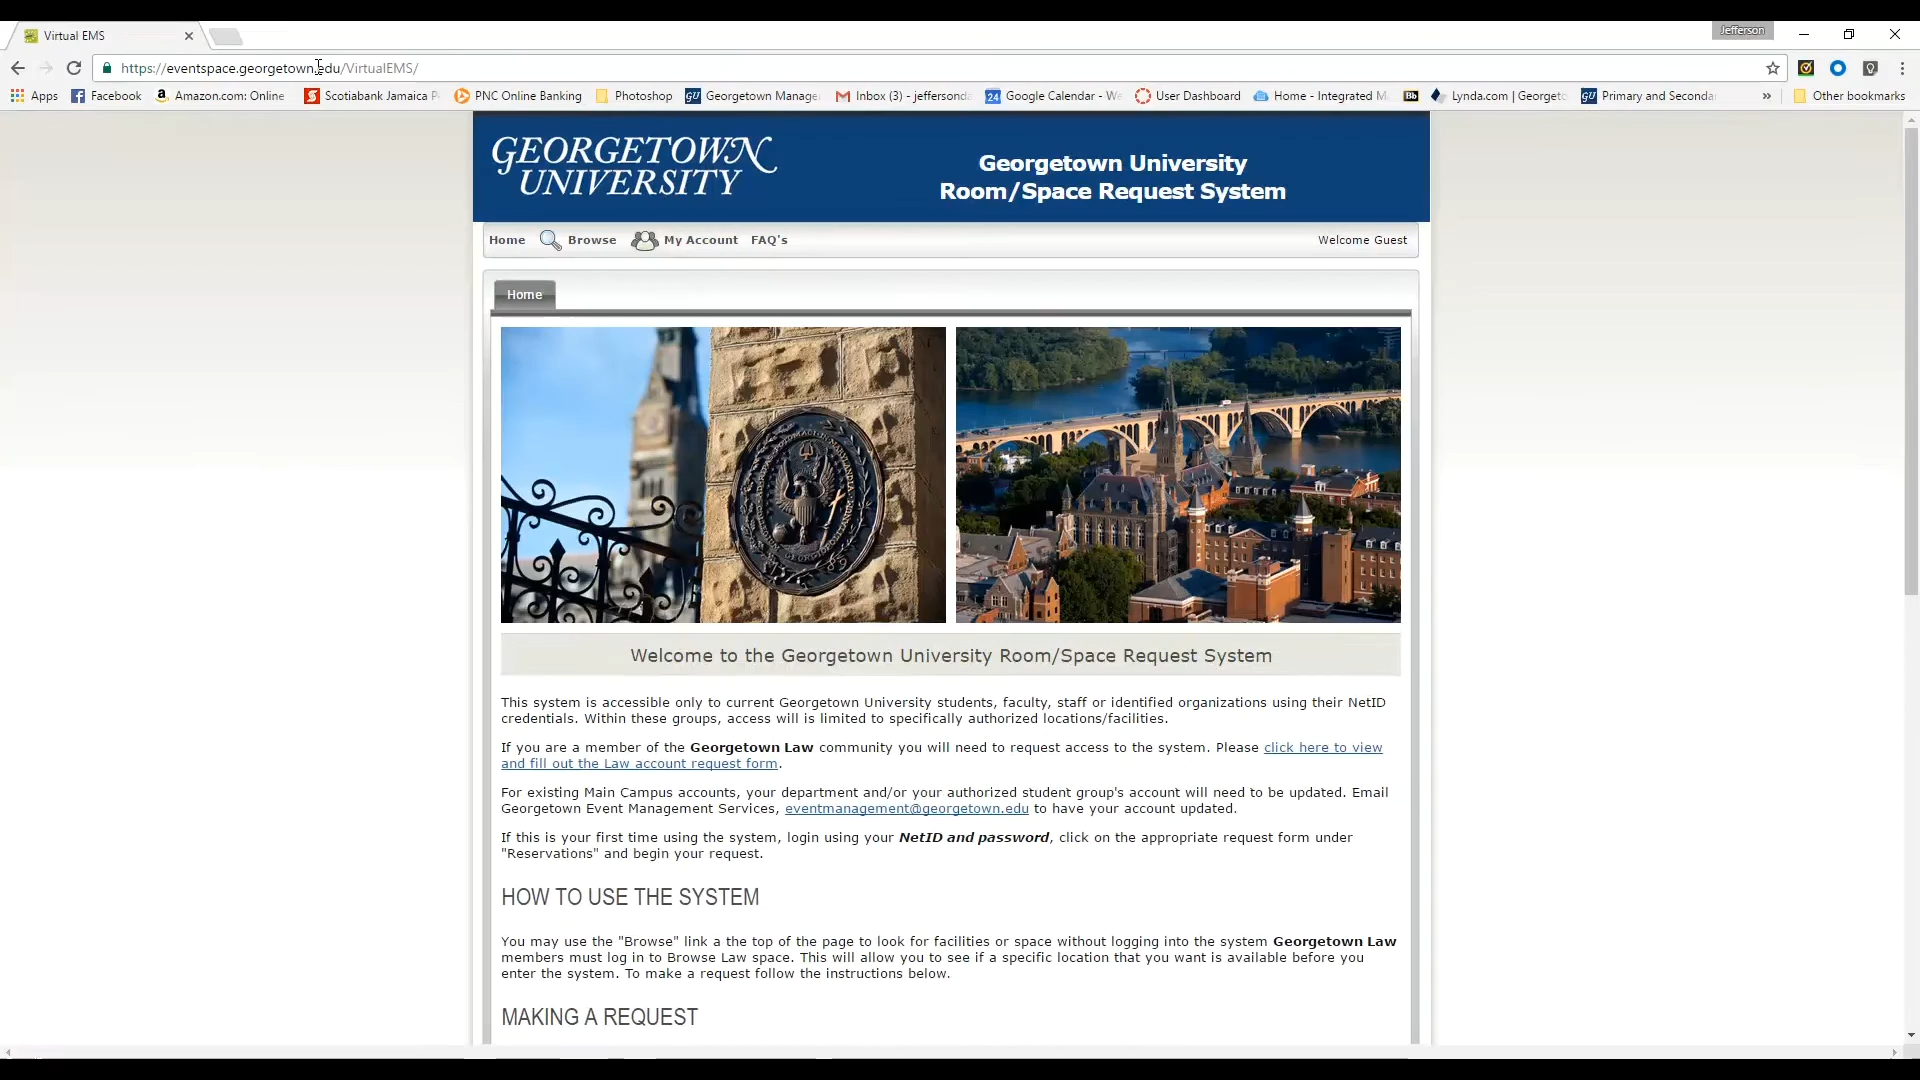 Virtual EMS
Jefferson
https://eventspace.georgetown.edu/VirtualEMS/
Apps Facebook Amazon.com: Online Scotiabank Jamaica PNC Online Banking Photoshop Georgetown Manage Inbox (3) - jeffersonda Google Calendar - We User Dashboard Home - Integrated M Bb Lynda.com | Georgeto Primary and Seconda » Other bookmarks
GEORGETOWN
UNIVERSITY
Georgetown University
Room/Space Request System
Home Browse My Account FAQ's Welcome Guest
Home
Welcome to the Georgetown University Room/Space Request System
This system is accessible only to current Georgetown University students, faculty, staff or identified organizations using their NetID
credentials. Within these groups, access will is limited to specifically authorized locations/facilities.
If you are a member of the Georgetown Law community you will need to request access to the system. Please click here to view
and fill out the Law account request form.
For existing Main Campus accounts, your department and/or your authorized student group's account will need to be updated. Email
Georgetown Event Management Services, eventmanagement@georgetown.edu to have your account updated.
If this is your first time using the system, login using your NetID and password, click on the appropriate request form under
"Reservations" and begin your request.
HOW TO USE THE SYSTEM
You may use the "Browse" link a the top of the page to look for facilities or space without logging into the system Georgetown Law
members must log in to Browse Law space. This will allow you to see if a specific location that you want is available before you
enter the system. To make a request follow the instructions below.
MAKING A REQUEST